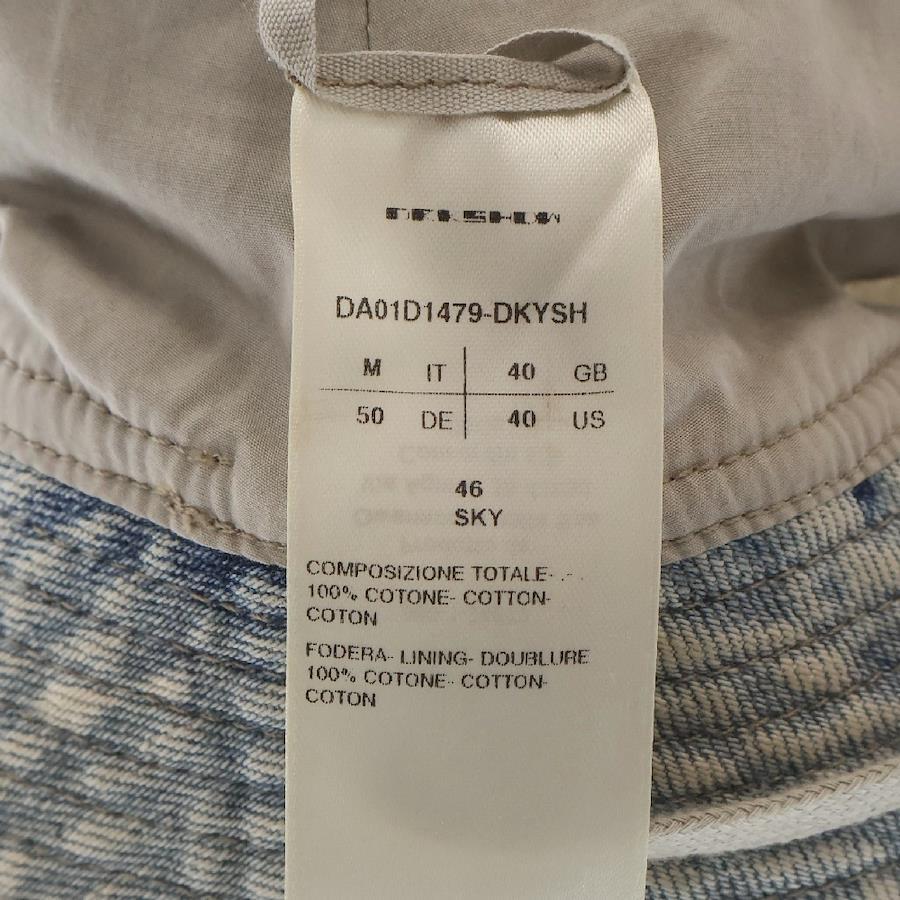 DRKSHDW
DA01D1479-DKYSH
M IT 40 GB
50 DE 40 US
46
SKY
COMPOSIZIONE TOTALE- .- .
100% COTONE- COTTON-
COTON
FODERA- LINING- DOUBLURE
100% COTONE- COTTON-
COTON